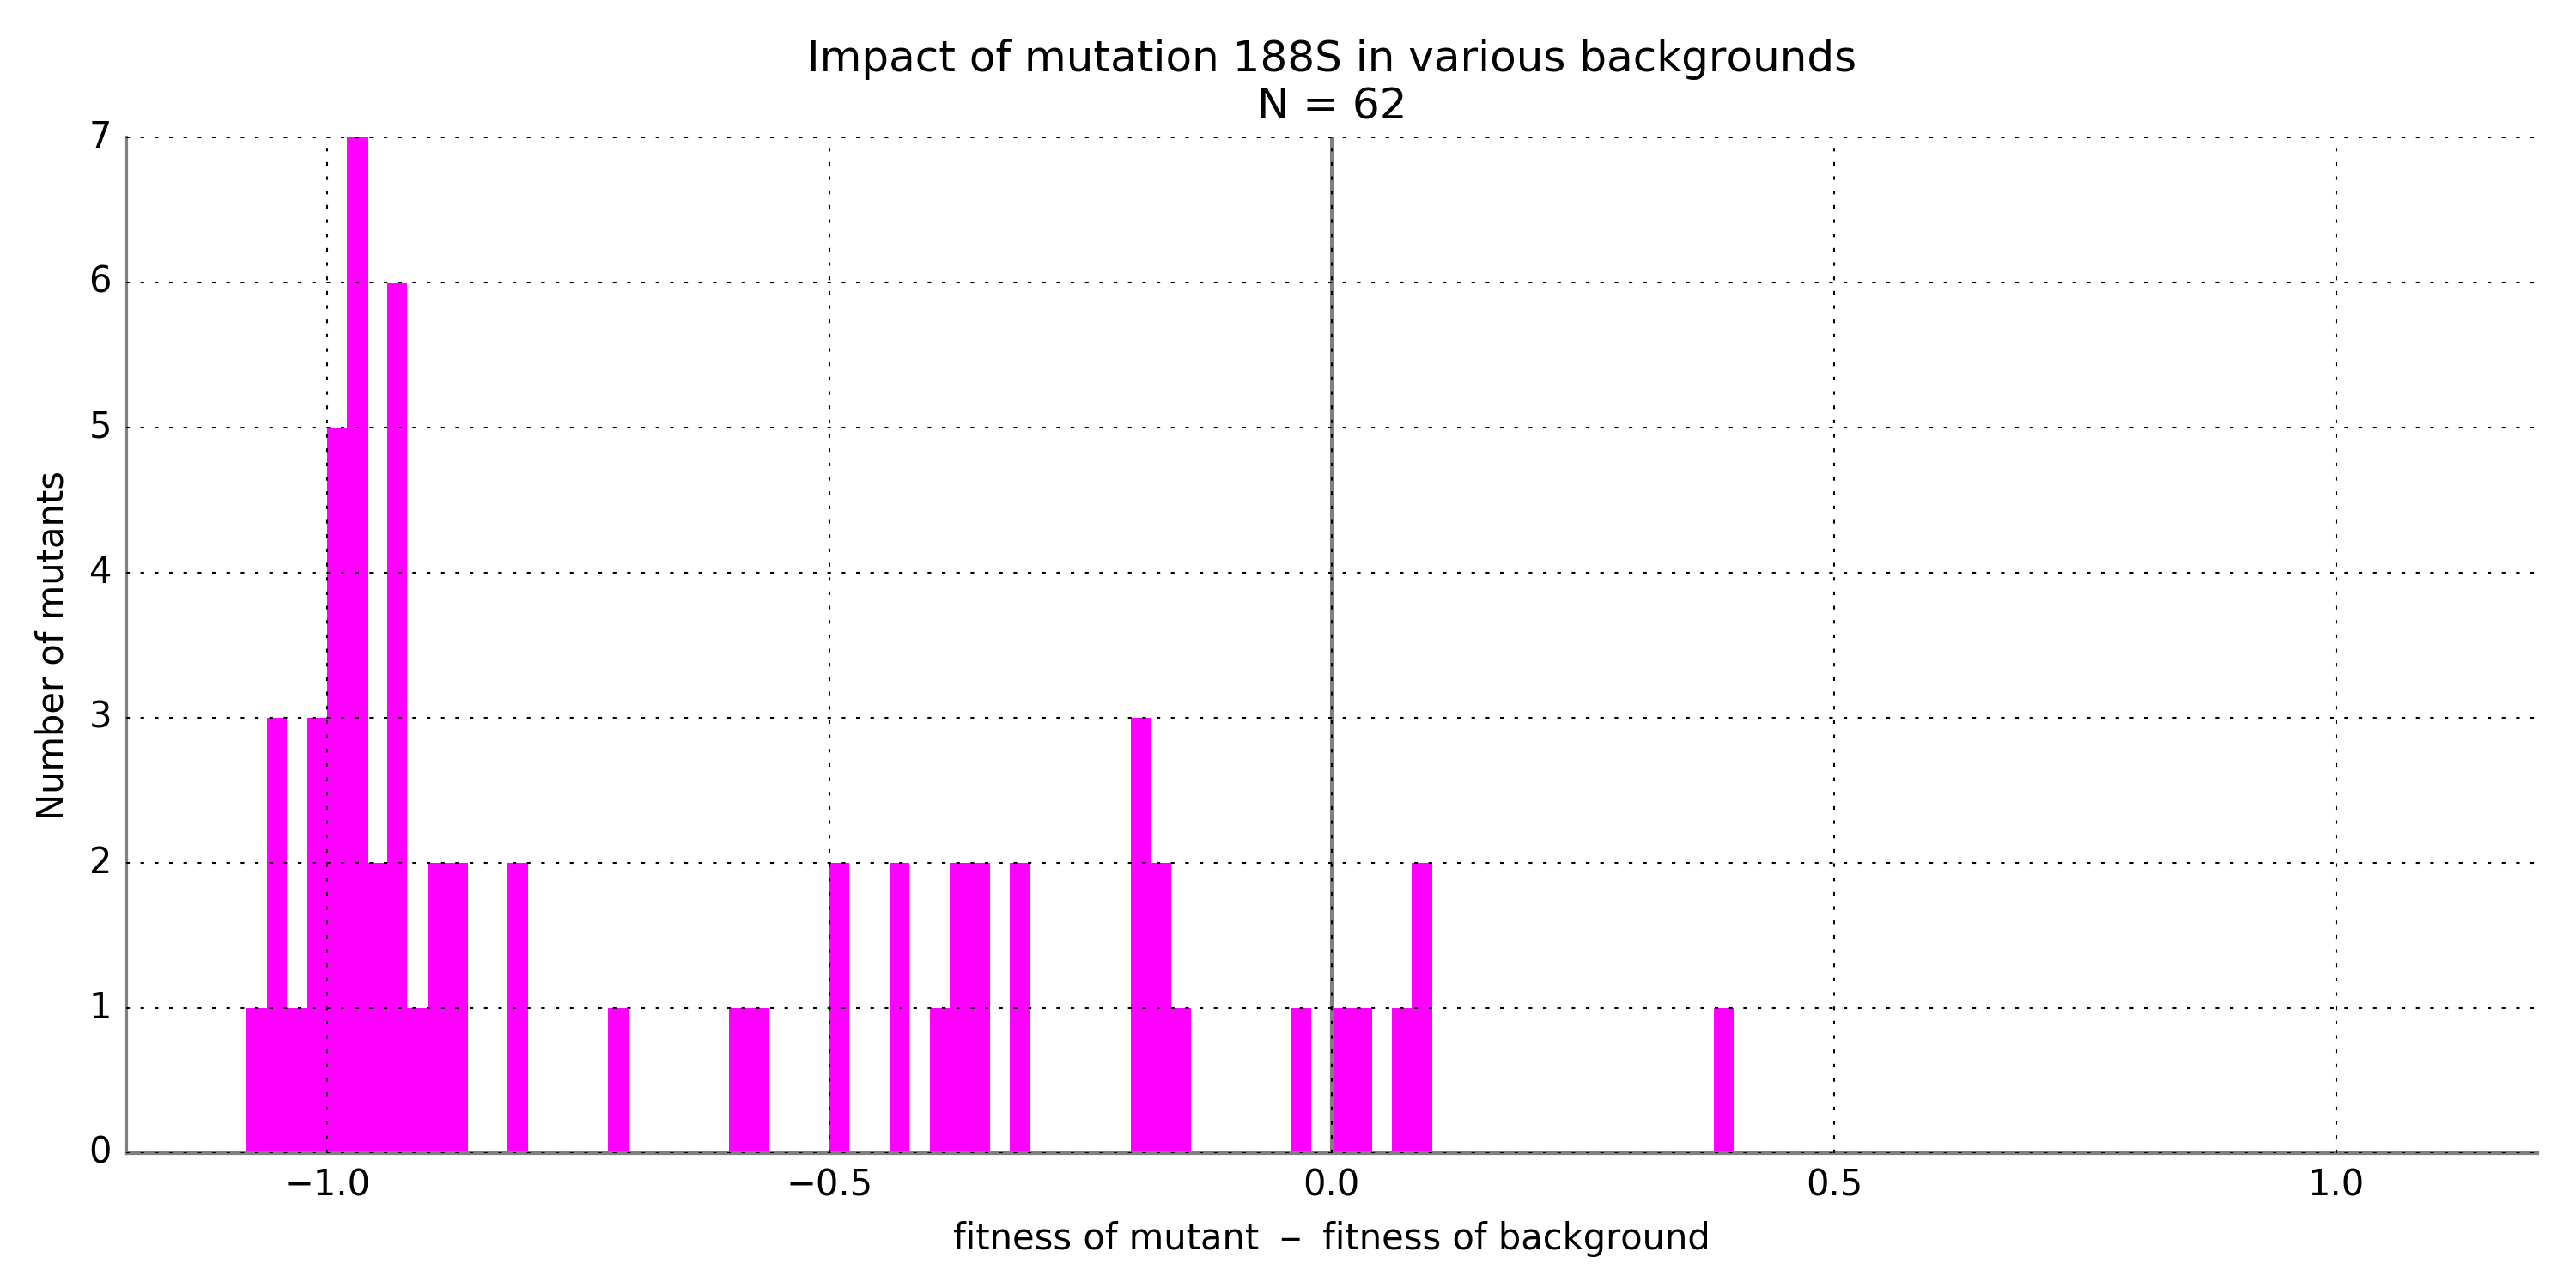 Impact of mutation 188S in various backgrounds
N = 62
7
6
5
4
3
2
1
0
Number of mutants
−1.0 −0.5 0.0 0.5 1.0
fitness of mutant – fitness of background